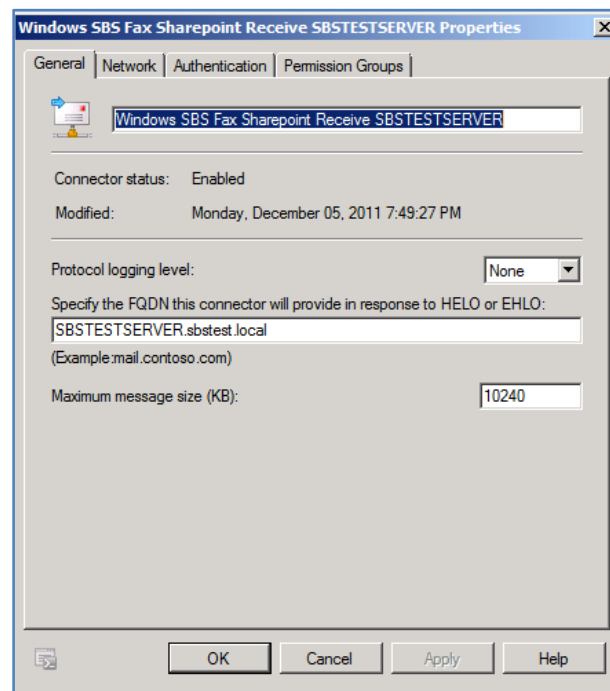 Windows SBS Fax Sharepoint Receive SBSTESTSERVER Properties
General Network Authentication Permission Groups
Windows SBS Fax Sharepoint Receive SBSTESTSERVER
Connector status: Enabled
Modified: Monday, December 05, 2011 7:49:27 PM
Protocol logging level: None
Specify the FQDN this connector will provide in response to HELO or EHLO:
SBSTESTSERVER.sbstest.local
(Example:mail.contoso.com)
Maximum message size (KB): 10240
OK Cancel Apply Help